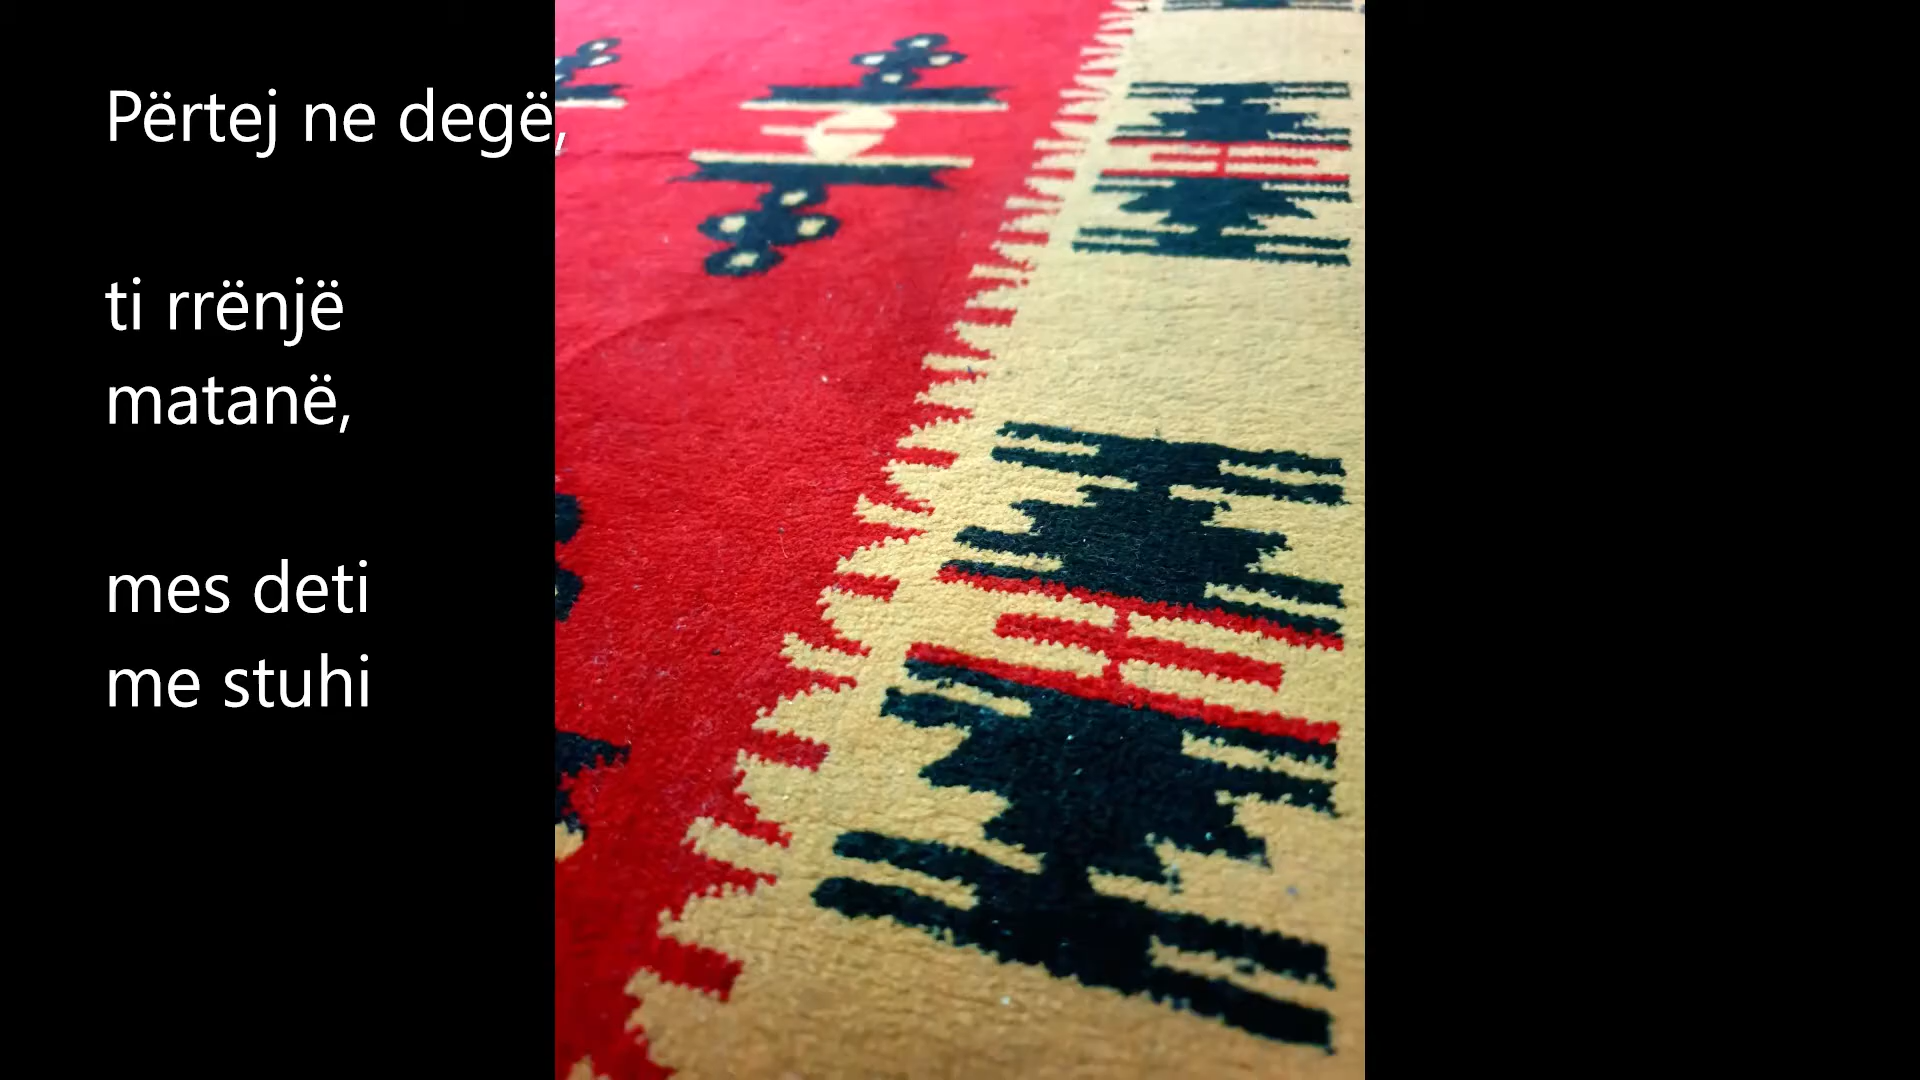 Përtej ne degë,
ti rrënjë
matanë,
mes deti
me stuhi